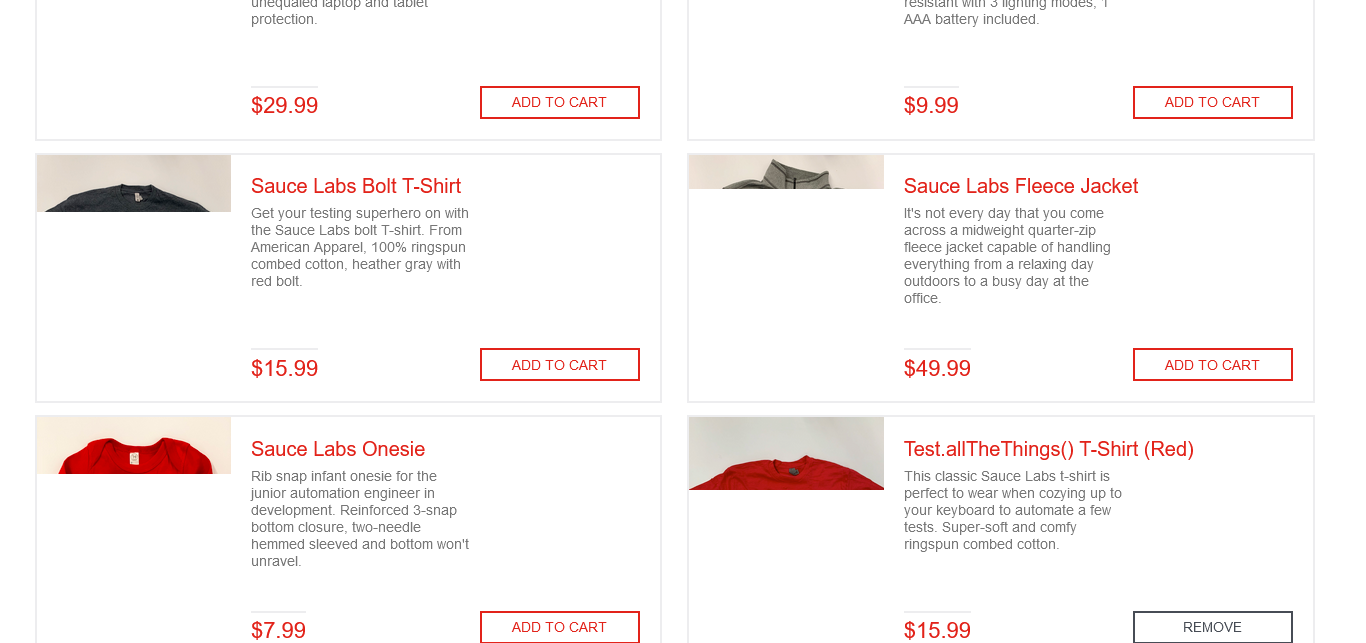 unequaled laptop and tablet
protection.
$29.99
ADD TO CART
resistant with 3 lighting modes, 1
AAA battery included.
$9.99
ADD TO CART
Sauce Labs Bolt T-Shirt
Get your testing superhero on with
the Sauce Labs bolt T-shirt. From
American Apparel, 100% ringspun
combed cotton, heather gray with
red bolt.
$15.99
ADD TO CART
Sauce Labs Fleece Jacket
It's not every day that you come
across a midweight quarter-zip
fleece jacket capable of handling
everything from a relaxing day
outdoors to a busy day at the
office.
$49.99
ADD TO CART
Sauce Labs Onesie
Rib snap infant onesie for the
junior automation engineer in
development. Reinforced 3-snap
bottom closure, two-needle
hemmed sleeved and bottom won't
unravel.
$7.99
ADD TO CART
Test.allTheThings() T-Shirt (Red)
This classic Sauce Labs t-shirt is
perfect to wear when cozying up to
your keyboard to automate a few
tests. Super-soft and comfy
ringspun combed cotton.
$15.99
REMOVE